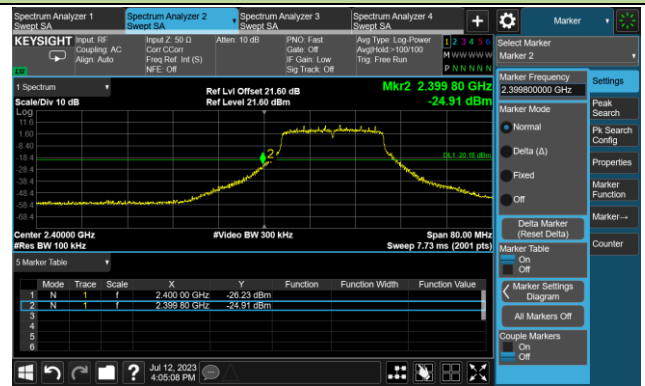 Spectrum Analyzer 1
Swept SA
Spectrum Analyzer 2
Swept SA
Spectrum Analyzer 3
Swept SA
Spectrum Analyzer 4
Swept SA
+
Marker
KEYSIGHT
LW
Input: RF
Coupling: AC
Align: Auto
Input Z: 50 Ω
Corr CCorr
Freq Ref: Int (S)
NFE: Off
Atten: 10 dB
PNO: Fast
Gate: Off
IF Gain: Low
Sig Track: Off
Avg Type: Log-Power
Avg|Hold:>100/100
Trig: Free Run
1 2 3 4 5 6
M W W W W W
P N N N N N
Select Marker
Marker 2
1 Spectrum
Scale/Div 10 dB
Log
Ref Lvl Offset 21.60 dB
Ref Level 21.60 dBm
Mkr2 2.399 80 GHz
-24.91 dBm
11.6
1.60
-8.40
-18.4
-28.4
-38.4
-48.4
-58.4
-68.4
2
DL1 -20.18 dBm
Center 2.40000 GHz
#Res BW 100 kHz
#Video BW 300 kHz
Span 80.00 MHz
Sweep 7.73 ms (2001 pts)
5 Marker Table
Mode Trace Scale X Y Function Function Width Function Value
1 N 1 f 2.400 00 GHz -26.23 dBm
2 N 1 f 2.399 80 GHz -24.91 dBm
3
4
5
6
Marker Frequency
2.399800000 GHz
Marker Mode
Normal
Delta (Δ)
Fixed
Off
Delta Marker
(Reset Delta)
Marker Table
On
Off
Marker Settings
Diagram
All Markers Off
Couple Markers
On
Off
Settings
Peak
Search
Pk Search
Config
Properties
Marker
Function
Marker→
Counter
?
Jul 12, 2023
4:05:08 PM